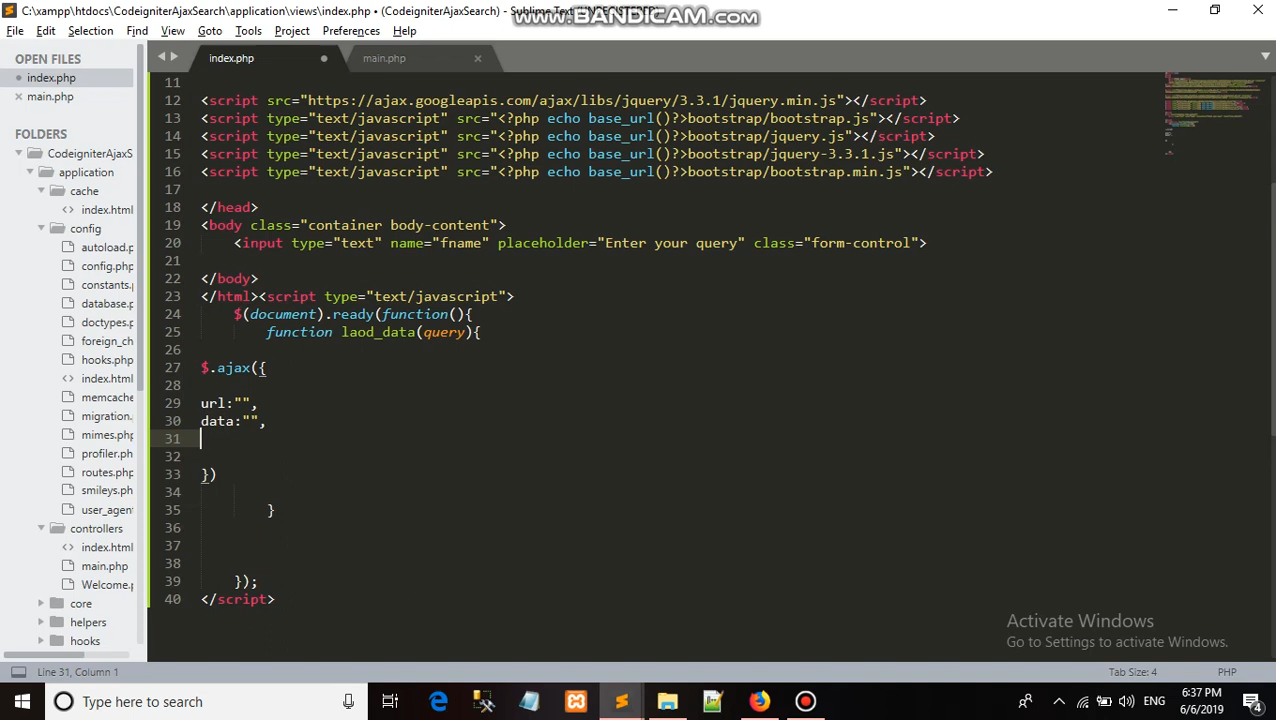 C:\xampp\htdocs\CodeigniterAjaxSearch\application\views\index.php • (CodeigniterAjaxSearch) - Sublime Text (UNREGISTERED)
www.BANDICAM.com
File Edit Selection Find View Goto Tools Project Preferences Help
OPEN FILES
index.php
main.php
FOLDERS
CodeigniterAjaxS
application
cache
index.html
config
autoload.p
config.php
constants.
database.p
doctypes.p
foreign_ch
hooks.php
index.html
memcache
migration.
mimes.php
profiler.ph
routes.php
smileys.ph
user_agen
controllers
index.html
main.php
Welcome.p
core
helpers
hooks
index.php
main.php
11
12 <script src="https://ajax.googleapis.com/ajax/libs/jquery/3.3.1/jquery.min.js"></script>
13 <script type="text/javascript" src="<?php echo base_url()?>bootstrap/bootstrap.js"></script>
14 <script type="text/javascript" src="<?php echo base_url()?>bootstrap/jquery.js"></script>
15 <script type="text/javascript" src="<?php echo base_url()?>bootstrap/jquery-3.3.1.js"></script>
16 <script type="text/javascript" src="<?php echo base_url()?>bootstrap/bootstrap.min.js"></script>
17
18 </head>
19 <body class="container body-content">
20 <input type="text" name="fname" placeholder="Enter your query" class="form-control">
21
22 </body>
23 </html><script type="text/javascript">
24 $(document).ready(function(){
25 function laod_data(query){
26
27 $.ajax({
28
29 url:"",
30 data:"",
31
32
33 })
34
35 }
36
37
38
39 });
40 </script>
Activate Windows
Go to Settings to activate Windows.
Line 31, Column 1
Tab Size: 4
PHP
Type here to search
ENG
6:37 PM
6/6/2019
4